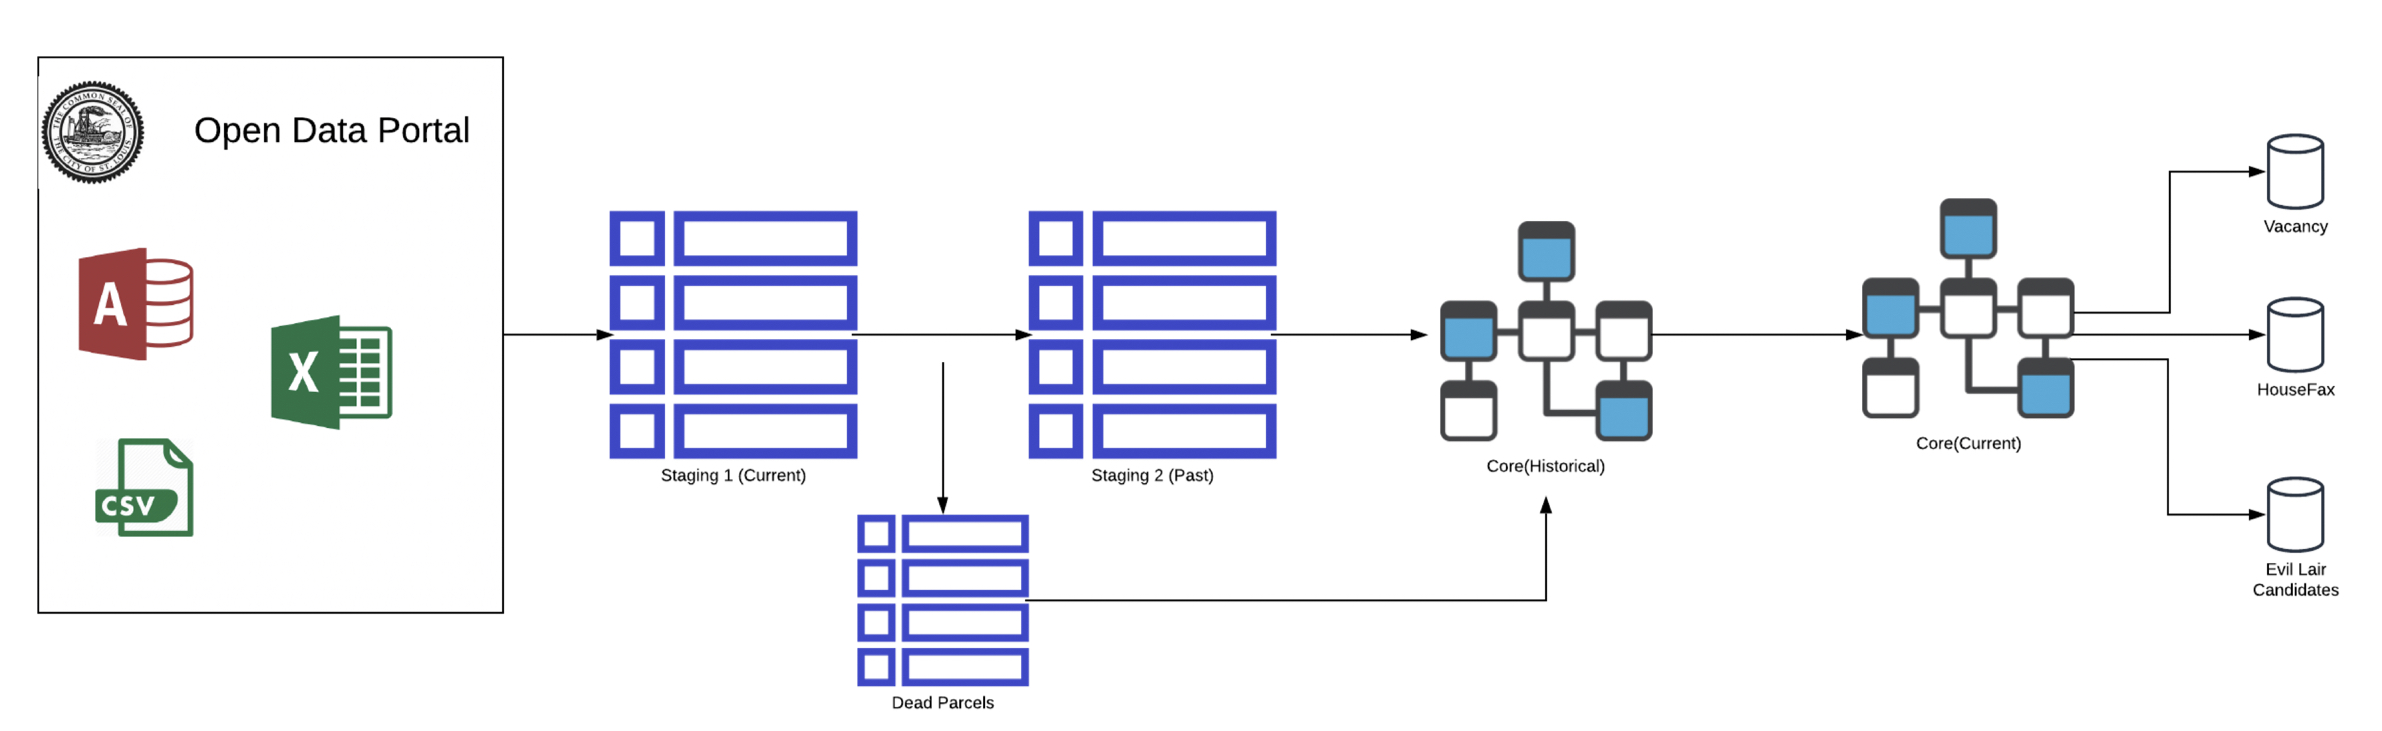 THE COMMON SEAL OF
THE CITY OF ST. LOUIS
Open Data Portal
A
X
CSV
Staging 1 (Current)
Staging 2 (Past)
Dead Parcels
Core(Historical)
Core(Current)
Vacancy
HouseFax
Evil Lair
Candidates